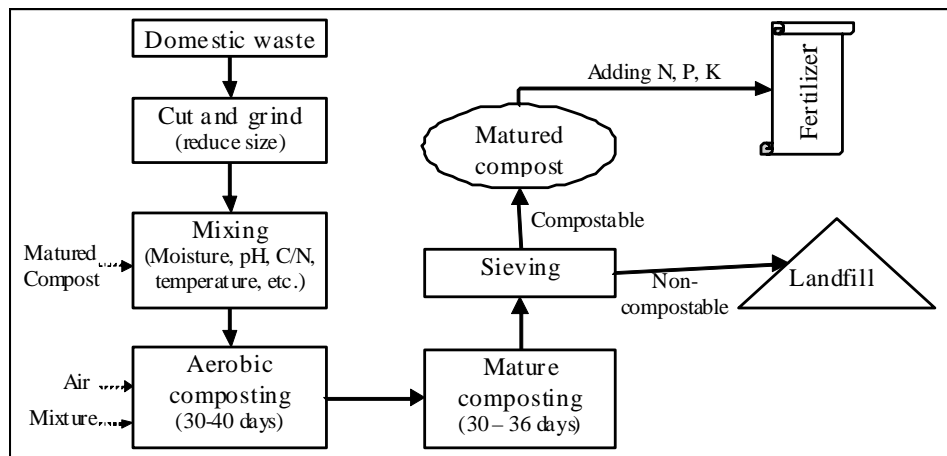 Domestic waste
Cut and grind
(reduce size)
Mixing
(Moisture, pH, C/N,
temperature, etc.)
Matured
Compost
Aerobic
composting
(30-40 days)
Air
Mixture
Mature
composting
(30 – 36 days)
Sieving
Compostable
Non-
compostable
Landfill
Matured
compost
Adding N, P, K
Fertilizer